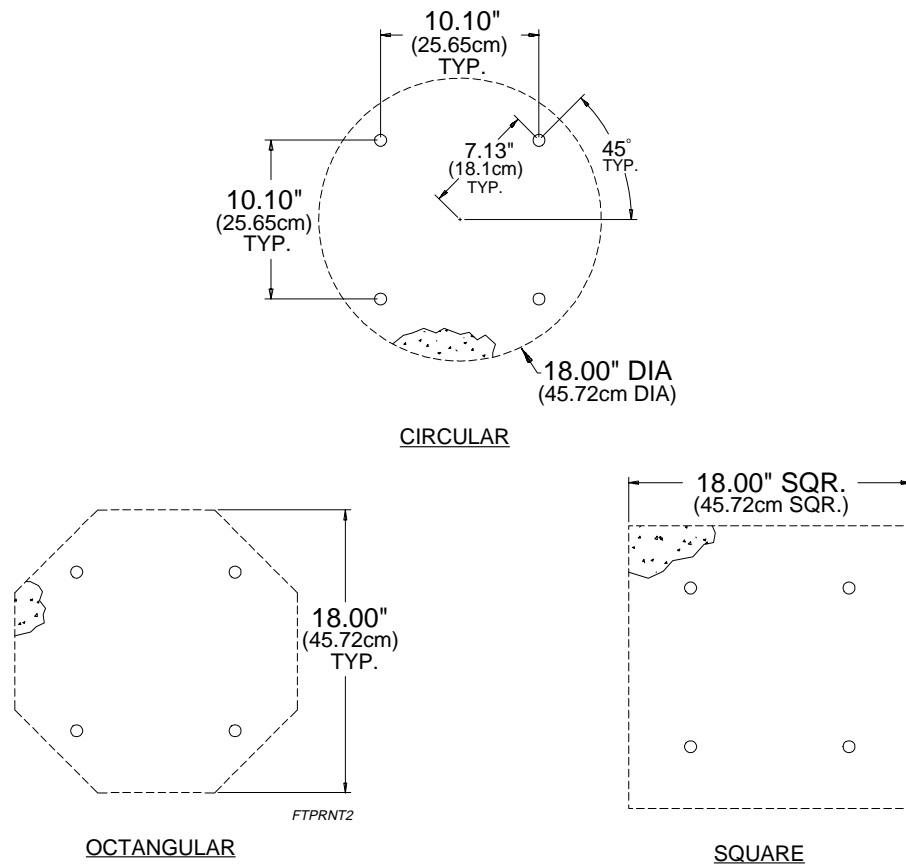 10.10"
(25.65cm)
TYP.
7.13"
(18.1cm)
TYP.
45°
TYP.
10.10"
(25.65cm)
TYP.
18.00" DIA
(45.72cm DIA)
CIRCULAR
18.00" SQR.
(45.72cm SQR.)
18.00"
(45.72cm)
TYP.
FTPRNT2
OCTANGULAR
SQUARE